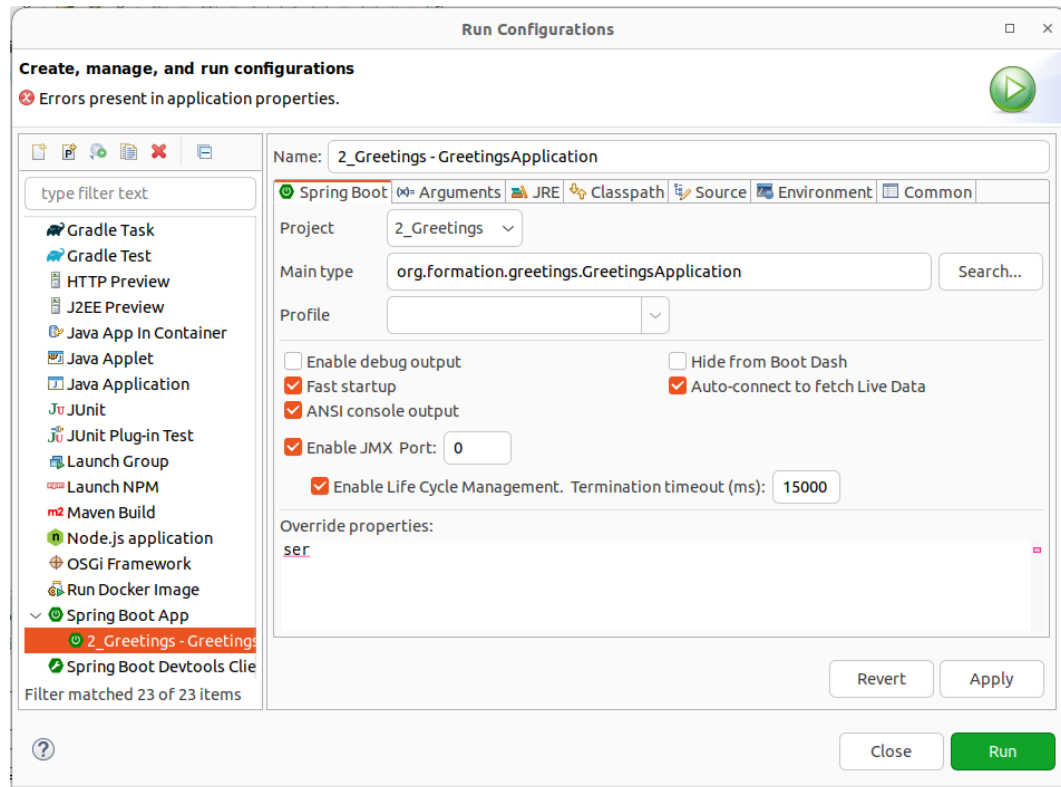 Run Configurations
Create, manage, and run configurations
Errors present in application properties.
type filter text
Gradle Task
Gradle Test
HTTP Preview
J2EE Preview
Java App In Container
Java Applet
Java Application
JU JUnit
JU JUnit Plug-in Test
Launch Group
Launch NPM
m2 Maven Build
Node.js application
OSGi Framework
Run Docker Image
Spring Boot App
2_Greetings - Greetings
Spring Boot Devtools Clie
Filter matched 23 of 23 items
Name: 2_Greetings - GreetingsApplication
Spring Boot (x)= Arguments JRE Classpath Source Environment Common
Project 2_Greetings
Main type org.formation.greetings.GreetingsApplication Search...
Profile
Enable debug output Hide from Boot Dash
Fast startup Auto-connect to fetch Live Data
ANSI console output
Enable JMX Port: 0
Enable Life Cycle Management. Termination timeout (ms): 15000
Override properties:
ser
Revert Apply
Close Run